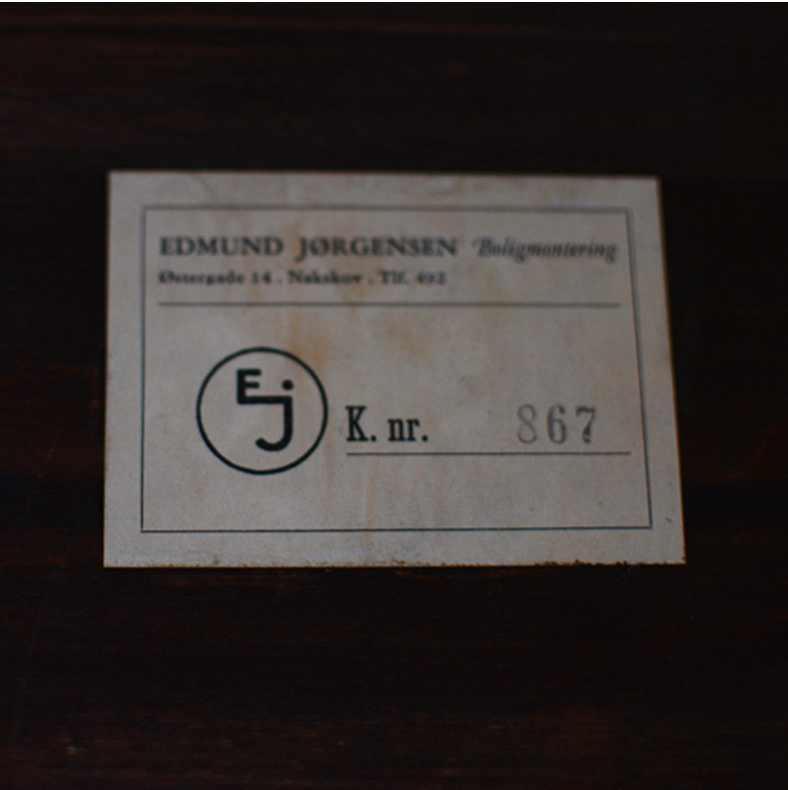 EDMUND JØRGENSEN Boligmontering
Østergade 14 . Nakskov . Tlf. 492
EJ
K. nr. 867